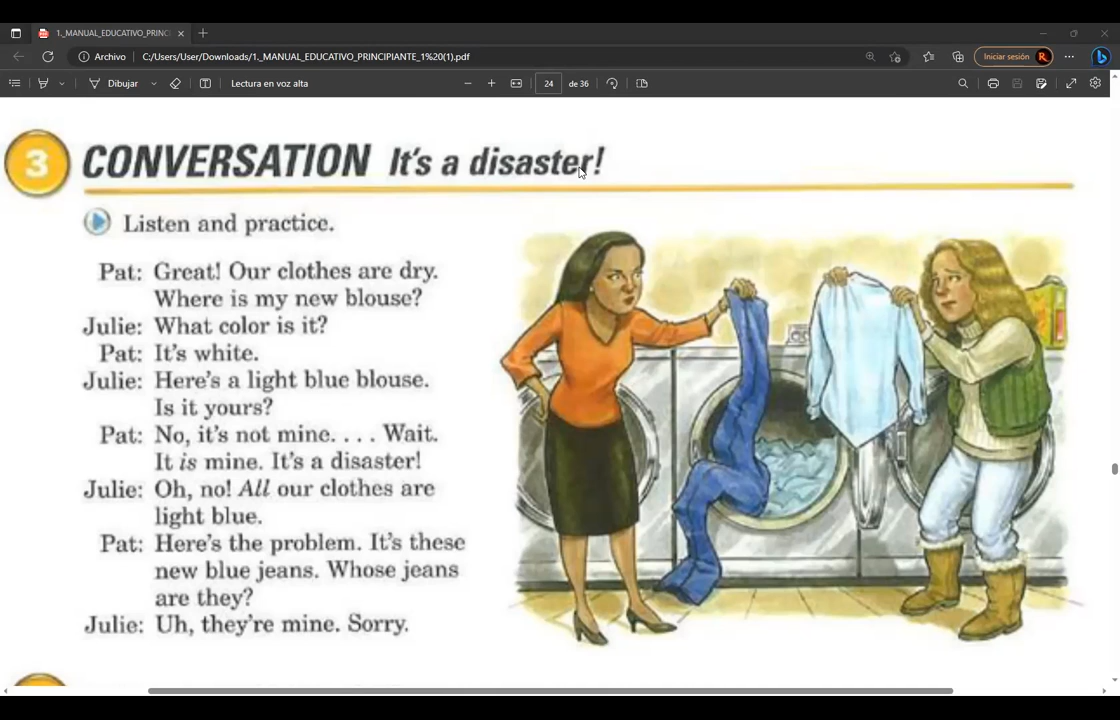 1._MANUAL_EDUCATIVO_PRINCI
Archivo C:/Users/User/Downloads/1._MANUAL_EDUCATIVO_PRINCIPIANTE_1%20(1).pdf Iniciar sesión R
Dibujar Lectura en voz alta 24 de 36
3 CONVERSATION It's a disaster!
Listen and practice.
Pat: Great! Our clothes are dry.
Where is my new blouse?
Julie: What color is it?
Pat: It's white.
Julie: Here's a light blue blouse.
Is it yours?
Pat: No, it's not mine. . . . Wait.
It is mine. It's a disaster!
Julie: Oh, no! All our clothes are
light blue.
Pat: Here's the problem. It's these
new blue jeans. Whose jeans
are they?
Julie: Uh, they're mine. Sorry.